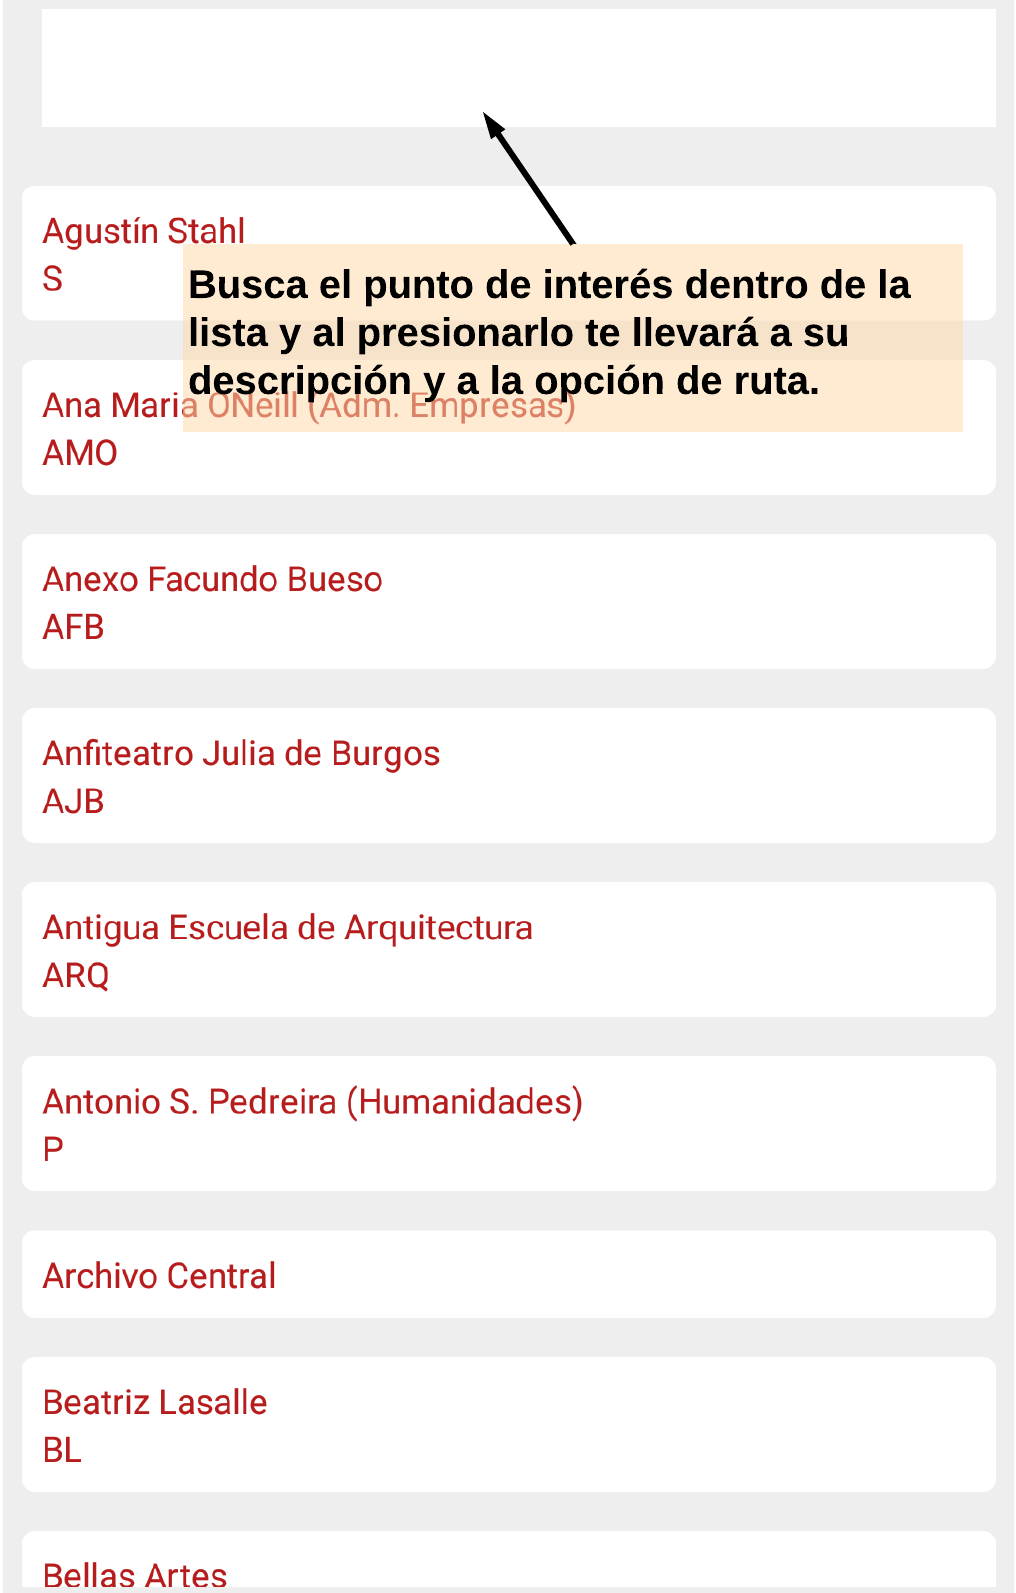 Agustín Stahl
S
Busca el punto de interés dentro de la
lista y al presionarlo te llevará a su
descripción y a la opción de ruta.
Ana Maria ONeill (Adm. Empresas)
AMO
Anexo Facundo Bueso
AFB
Anfiteatro Julia de Burgos
AJB
Antigua Escuela de Arquitectura
ARQ
Antonio S. Pedreira (Humanidades)
P
Archivo Central
Beatriz Lasalle
BL
Bellas Artes